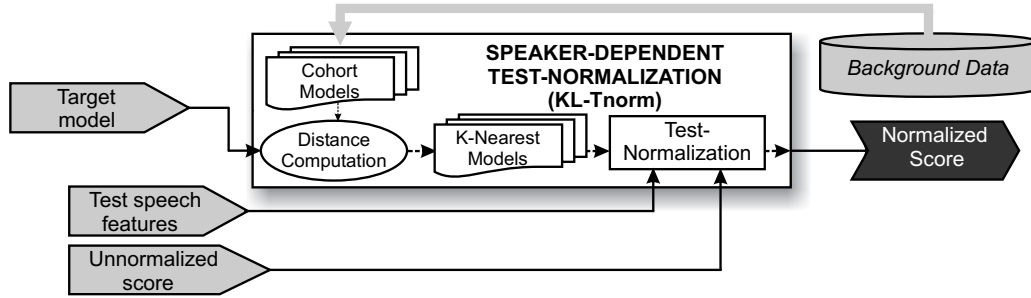 SPEAKER-DEPENDENT
TEST-NORMALIZATION
(KL-Tnorm)
Background Data
Cohort
Models
Target
model
Distance
Computation
K-Nearest
Models
Test-
Normalization
Normalized
Score
Test speech
features
Unnormalized
score